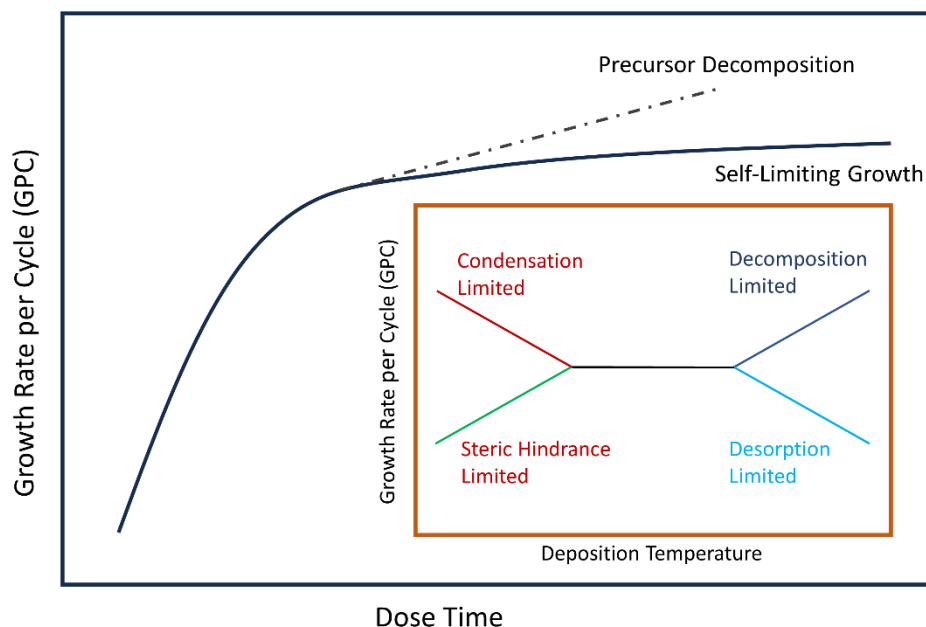 Growth Rate per Cycle (GPC)
Precursor Decomposition
Self-Limiting Growth
Growth Rate per Cycle (GPC)
Condensation
Limited
Decomposition
Limited
Steric Hindrance
Limited
Desorption
Limited
Deposition Temperature
Dose Time